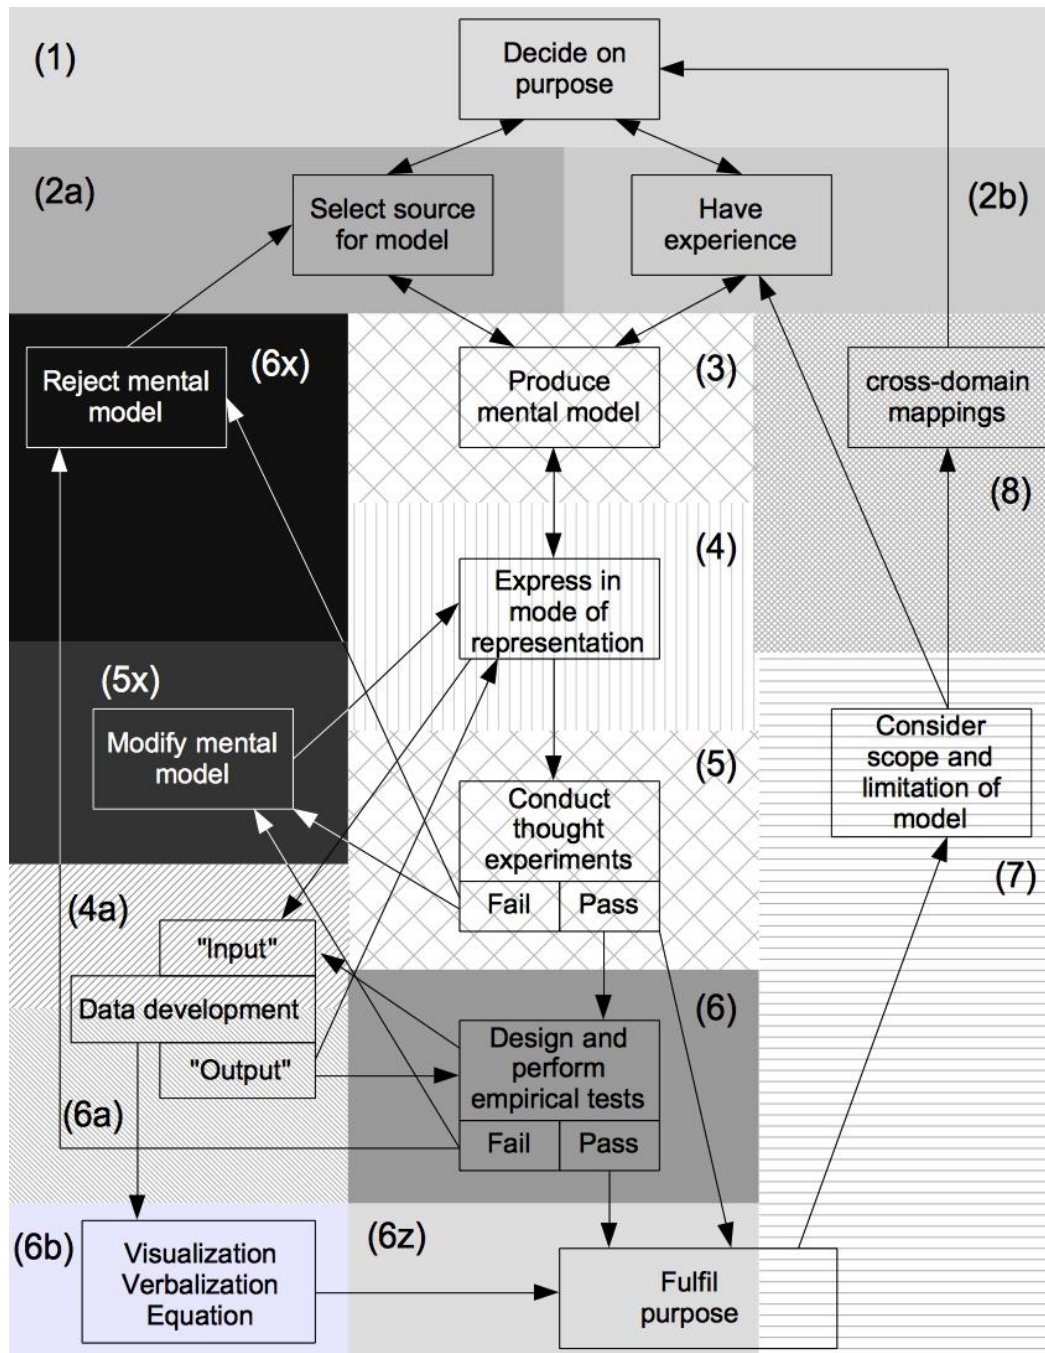 (1)
Decide on
purpose
(2a)
Select source
for model
Have
experience
(2b)
Reject mental
model
(6x)
Produce
mental model
(3)
cross-domain
mappings
(8)
(4)
Express in
mode of
representation
(5x)
Modify mental
model
(5)
Conduct
thought
experiments
Fail
Pass
Consider
scope and
limitation of
model
(7)
(4a)
"Input"
Data development
"Output"
(6a)
(6)
Design and
perform
empirical tests
Fail
Pass
(6b)
Visualization
Verbalization
Equation
(6z)
Fulfil
purpose